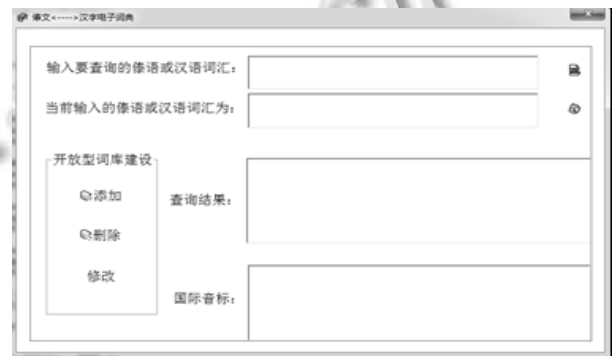 傣文<---->汉字电子词典
输入要查询的傣语或汉语词汇：
当前输入的傣语或汉语词汇为：
开放型词库建设
添加
查询结果：
删除
修改
国际音标：